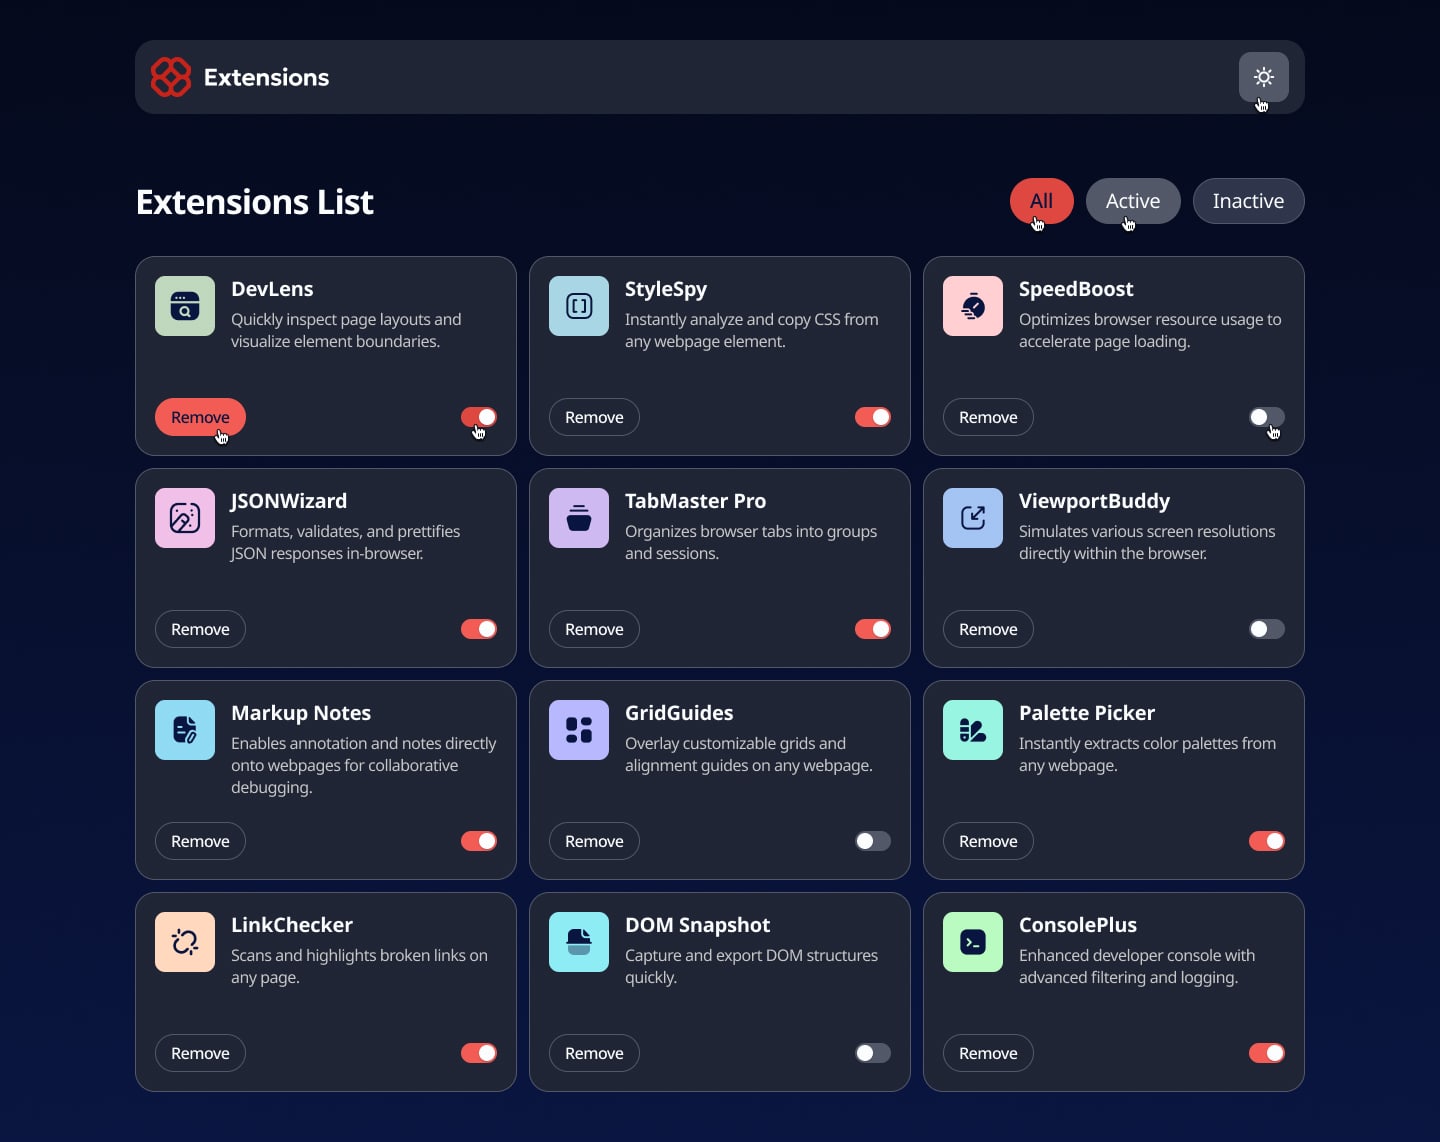 Extensions
Extensions List
All
Active
Inactive
DevLens
Quickly inspect page layouts and
visualize element boundaries.
Remove
StyleSpy
Instantly analyze and copy CSS from
any webpage element.
Remove
SpeedBoost
Optimizes browser resource usage to
accelerate page loading.
Remove
JSONWizard
Formats, validates, and prettifies
JSON responses in-browser.
Remove
TabMaster Pro
Organizes browser tabs into groups
and sessions.
Remove
ViewportBuddy
Simulates various screen resolutions
directly within the browser.
Remove
Markup Notes
Enables annotation and notes directly
onto webpages for collaborative
debugging.
Remove
GridGuides
Overlay customizable grids and
alignment guides on any webpage.
Remove
Palette Picker
Instantly extracts color palettes from
any webpage.
Remove
LinkChecker
Scans and highlights broken links on
any page.
Remove
DOM Snapshot
Capture and export DOM structures
quickly.
Remove
ConsolePlus
Enhanced developer console with
advanced filtering and logging.
Remove